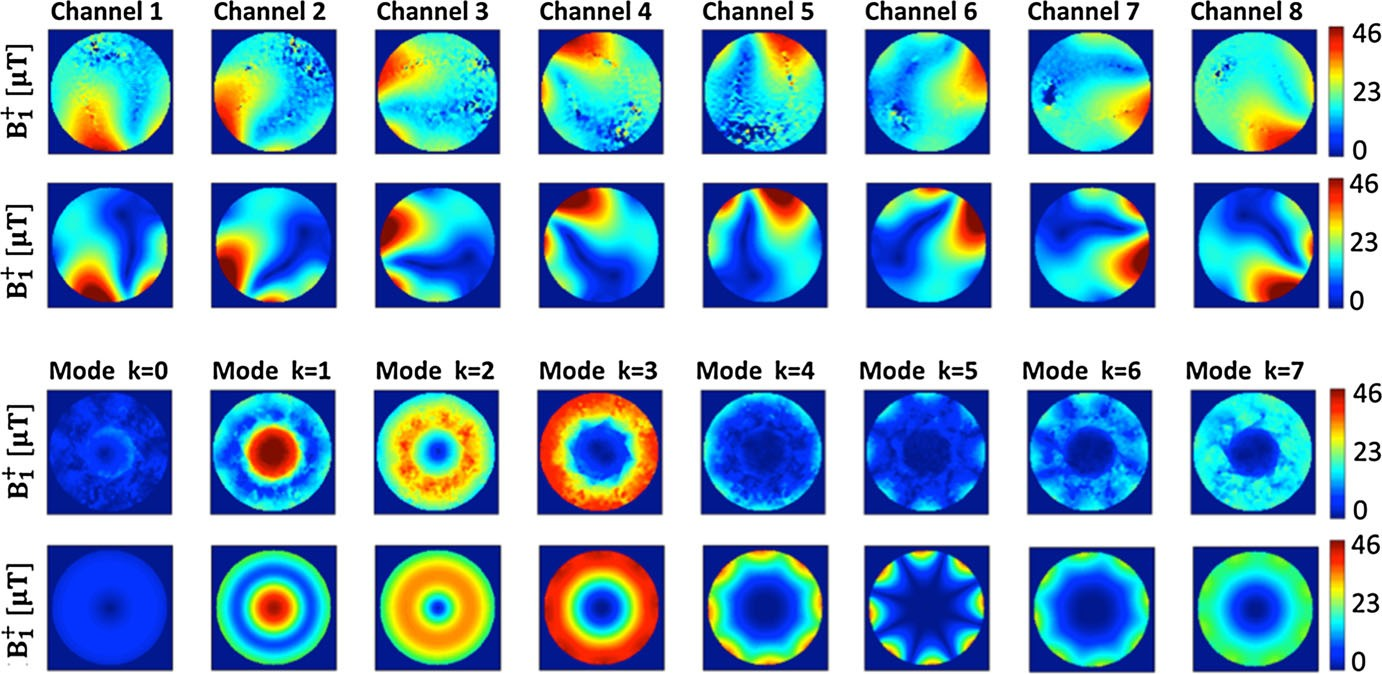 Channel 1 Channel 2 Channel 3 Channel 4 Channel 5 Channel 6 Channel 7 Channel 8
B₁⁺ [µT] 46 23 0
B₁⁺ [µT] 46 23 0
Mode k=0 Mode k=1 Mode k=2 Mode k=3 Mode k=4 Mode k=5 Mode k=6 Mode k=7
B₁⁺ [µT] 46 23 0
B₁⁺ [µT] 46 23 0